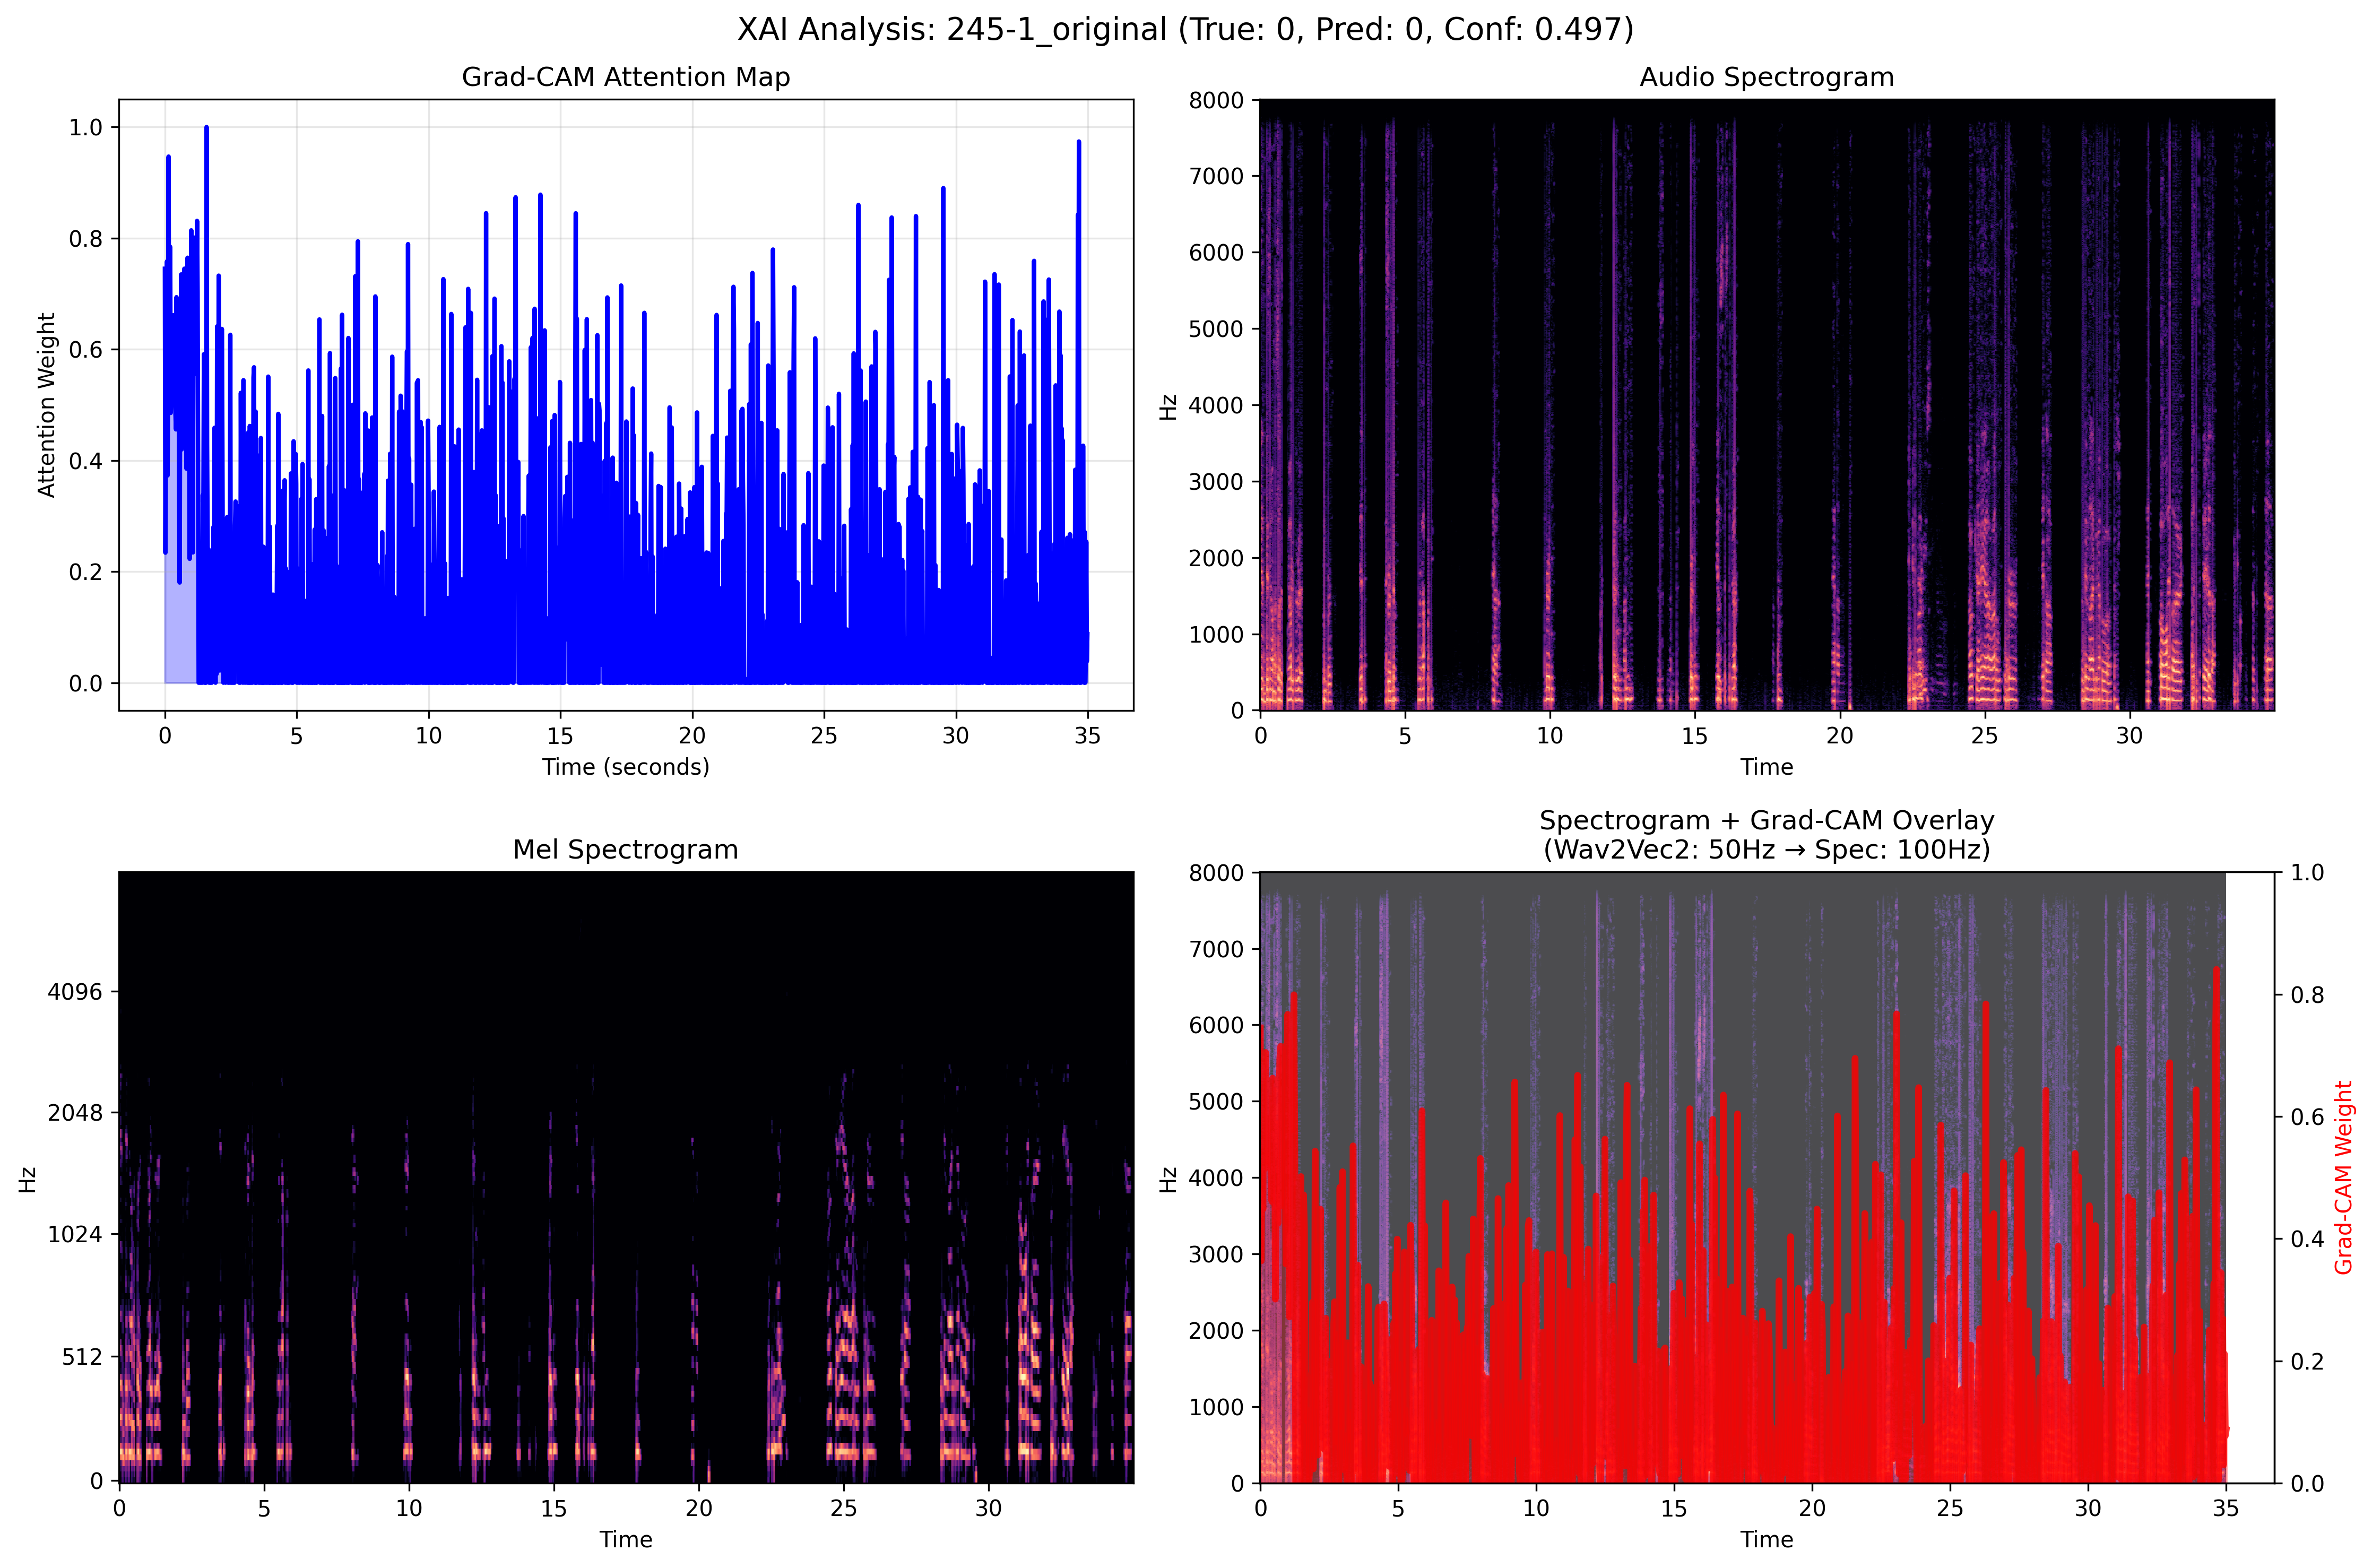 XAI Analysis: 245-1_original (True: 0, Pred: 0, Conf: 0.497)
Grad-CAM Attention Map
1.0
0.8
0.6
0.4
0.2
0.0
Attention Weight
0 5 10 15 20 25 30 35
Time (seconds)
Audio Spectrogram
8000
7000
6000
5000
4000
3000
2000
1000
0
Hz
0 5 10 15 20 25 30
Time
Mel Spectrogram
4096
2048
1024
512
0
Hz
0 5 10 15 20 25 30
Time
Spectrogram + Grad-CAM Overlay
(Wav2Vec2: 50Hz → Spec: 100Hz)
8000
7000
6000
5000
4000
3000
2000
1000
0
Hz
0 5 10 15 20 25 30 35
Time
1.0
0.8
0.6
0.4
0.2
0.0
Grad-CAM Weight